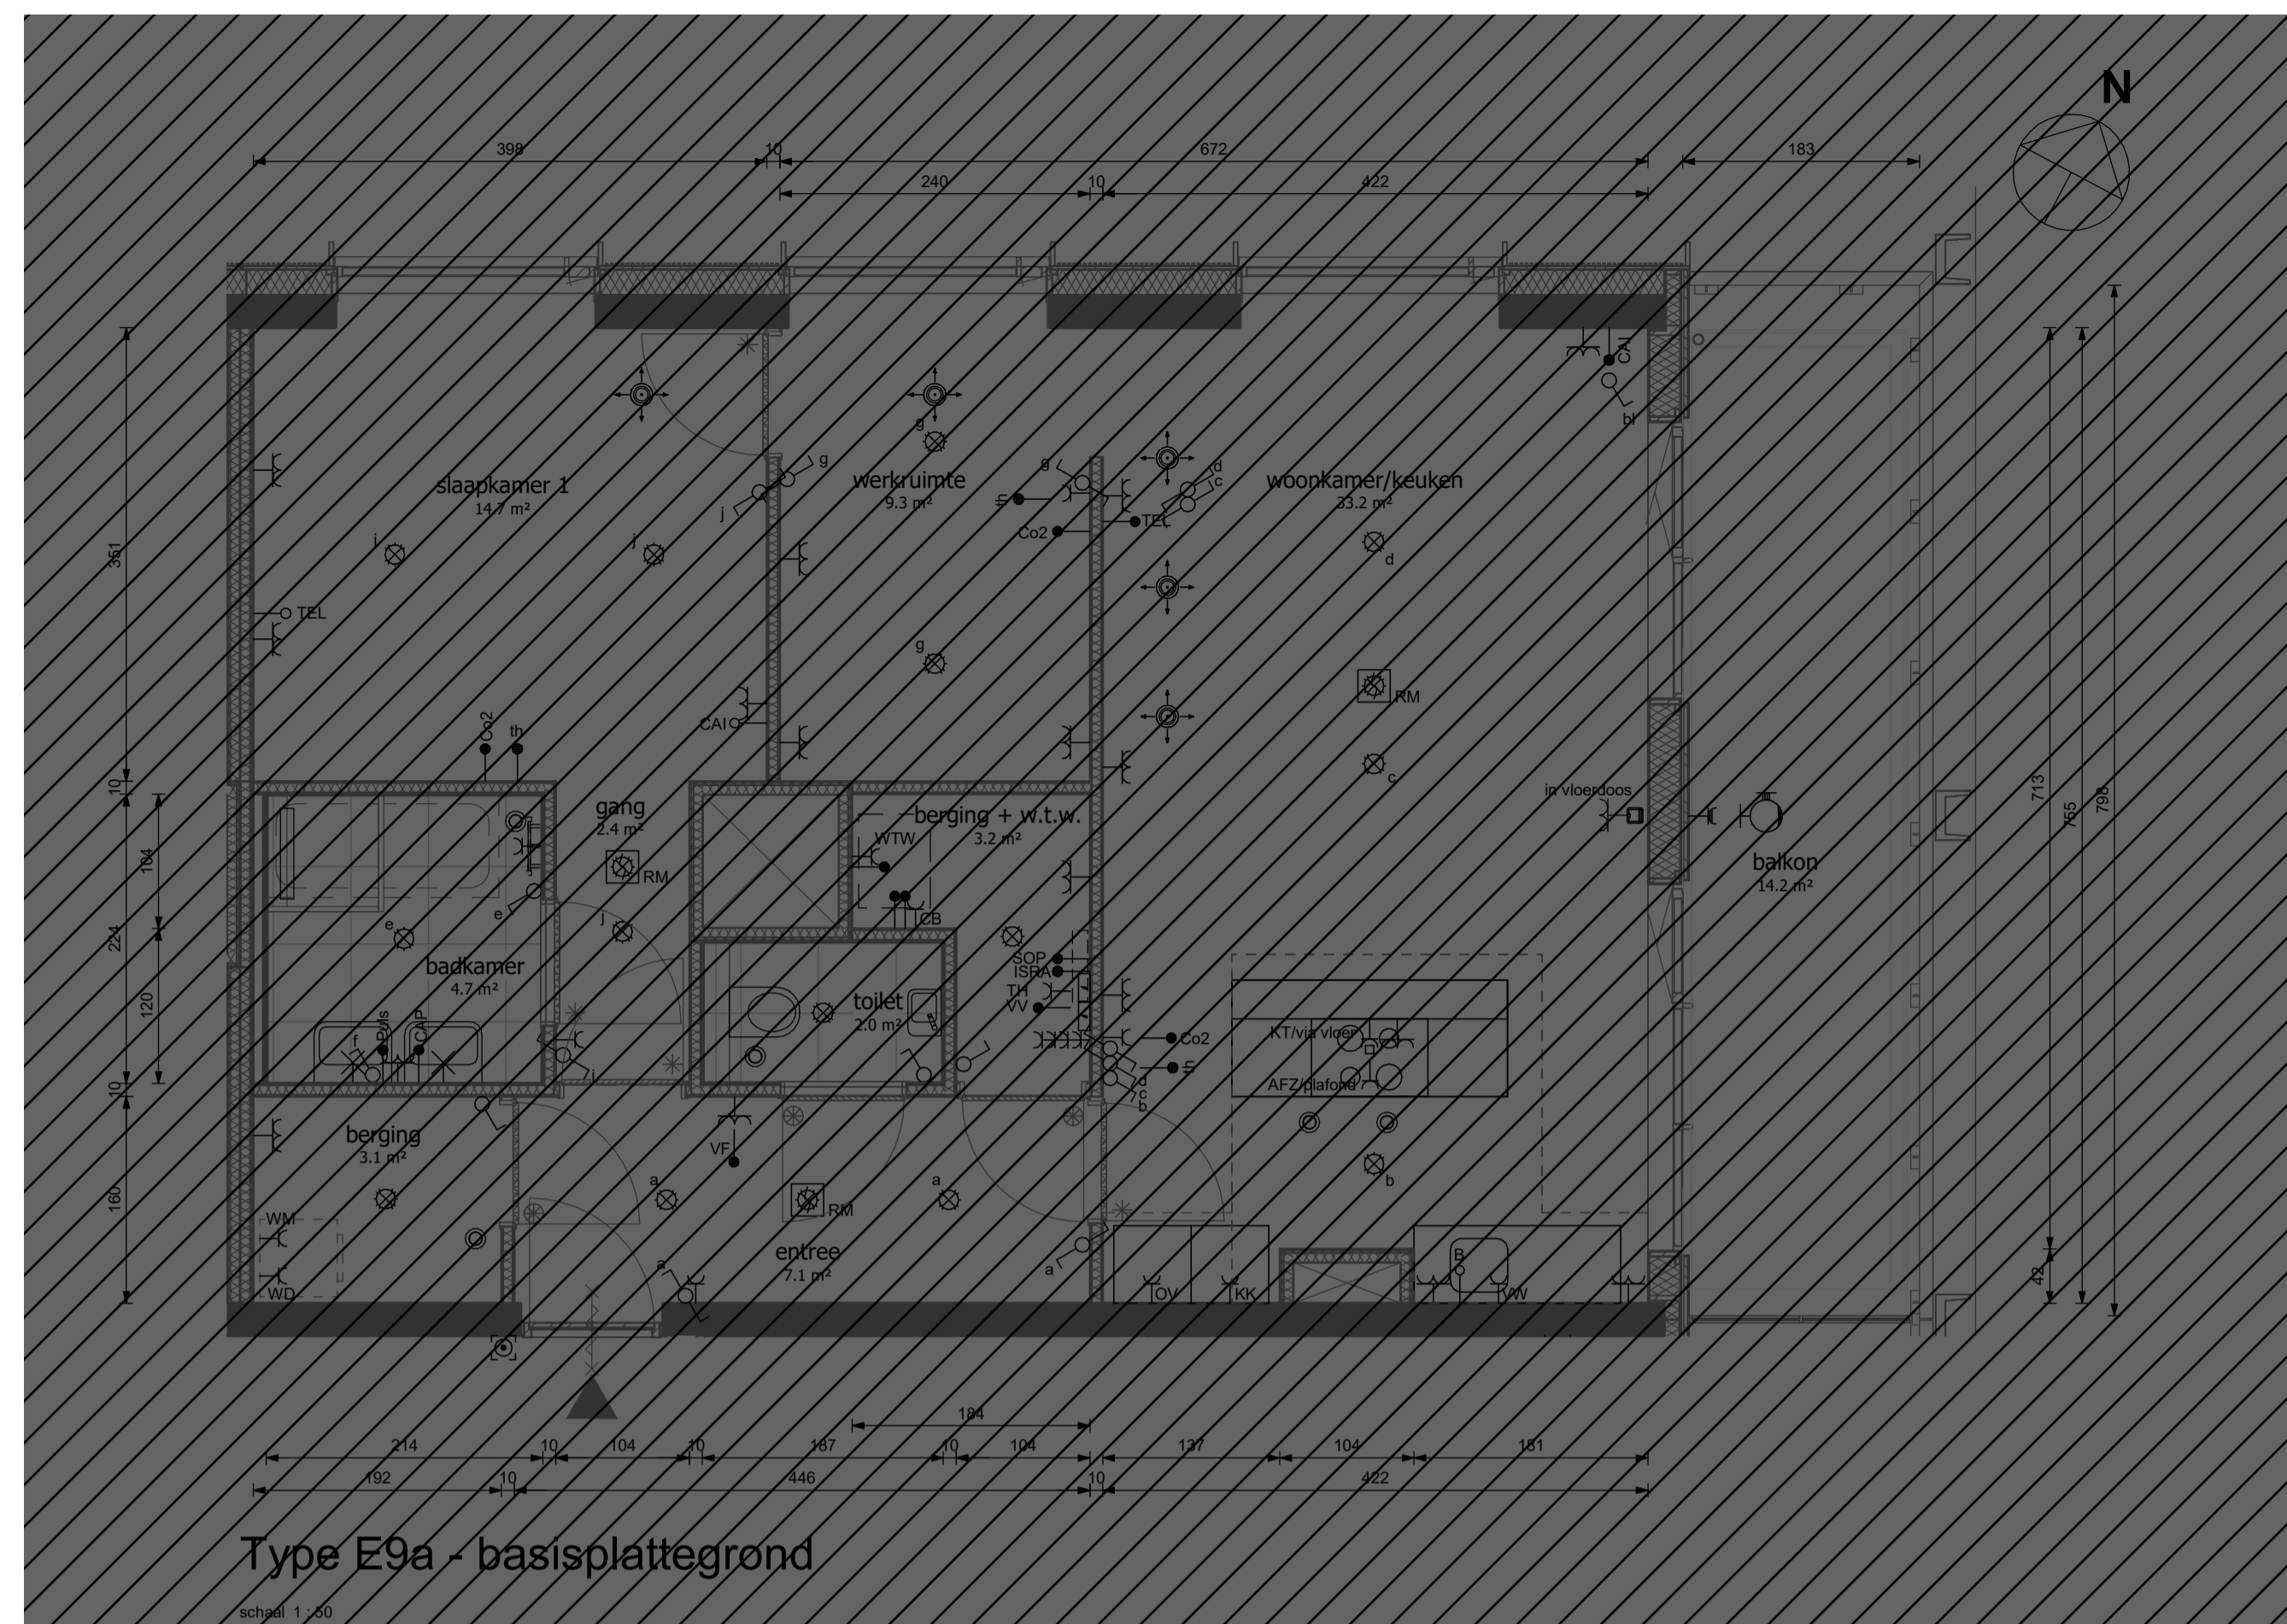 N
398
10
672
183
240
10
422
CAI
bl
g
g
j
slaapkamer 1
14.7 m²
werkruimte
9.3 m²
g
Co2
d
c
TEL
woonkamer/keuken
33.2 m²
i
j
d
351
TEL
g
RM
CAI
Co2
th
c
713
755
798
10
gang
2.4 m²
RM
berging + w.t.w.
3.2 m²
WTW
CB
in vloerdoos
balkon
14.2 m²
104
224
120
e
e
j
badkamer
4.7 m²
toilet
2.0 m²
SOP
ISRA
TH
VV
f
Puls
CAP
j
Co2
d
c
b
KT/via vloer
AFZ/plafond
10
berging
3.1 m²
VF
160
WM
WD
a
RM
a
b
entree
7.1 m²
a
a
OV
KK
B
VW
42
184
214
10
104
10
187
10
104
137
104
181
192
10
446
10
422
Type E9a - basisplattegrond
schaal 1 : 50